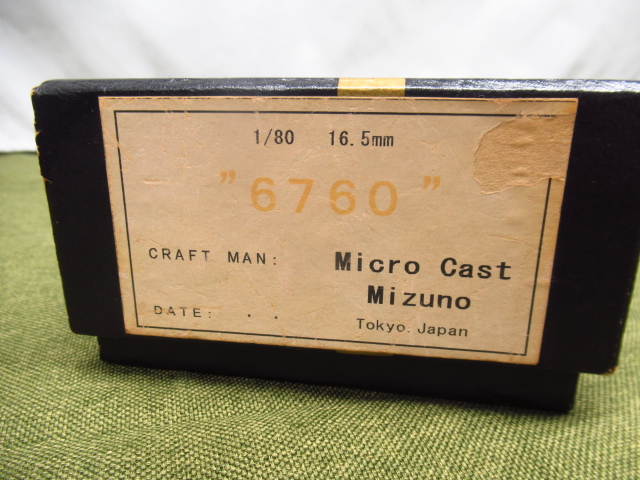 1/80 16.5mm
"6760"
CRAFT MAN: Micro Cast
Mizuno
DATE: . .
Tokyo. Japan